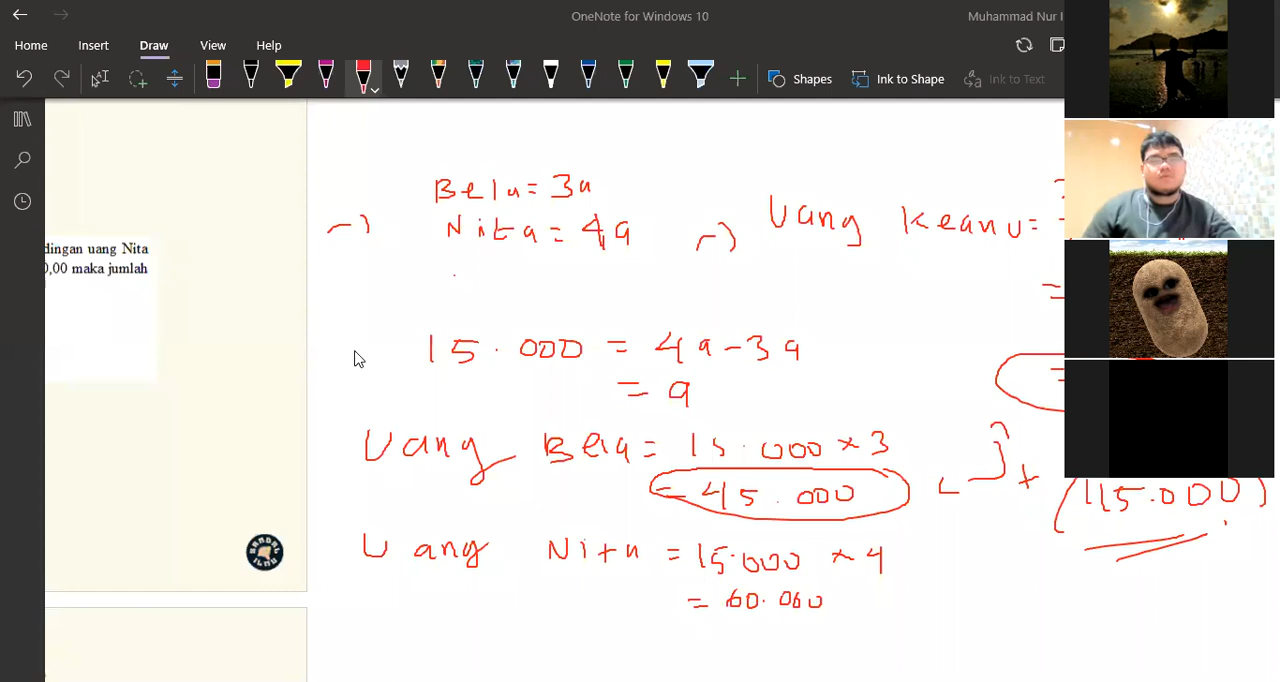 OneNote for Windows 10
Muhammad Nur I
Home Insert Draw View Help
Shapes Ink to Shape Ink to Text
dingan uang Nita
0,00 maka jumlah
Bela = 3a
Nita = 4a
Uang Keanu =
=
15.000 = 4a - 3a
= a
=
Uang Bela = 15.000 × 3
= 45.000
+
115.000
Uang Nita = 15.000 × 4
= 60.000